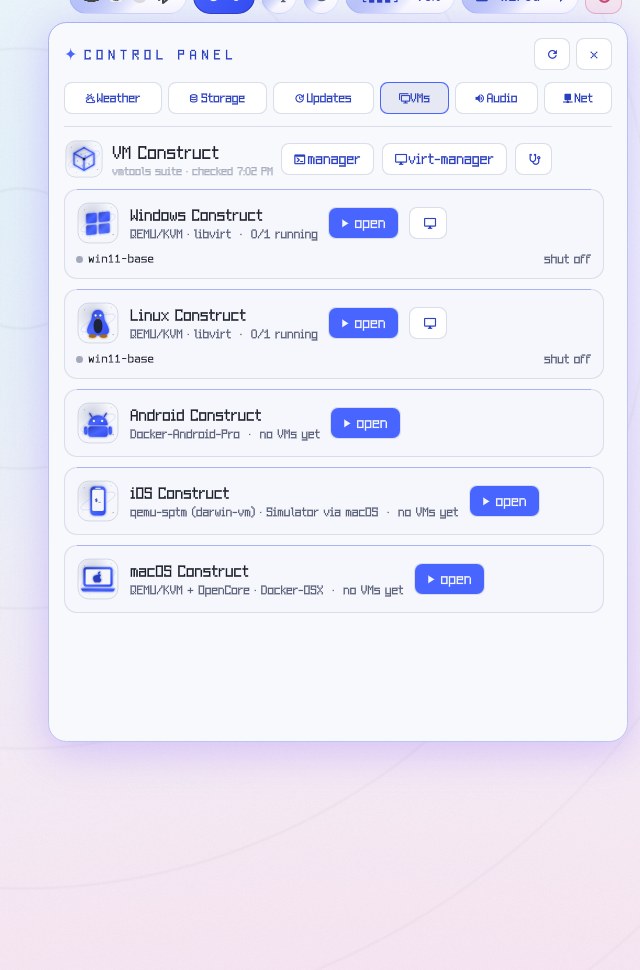 CONTROL PANEL
Weather Storage Updates VMs Audio Net
VM Construct
vmtools suite · checked 7:02 PM
manager virt-manager
Windows Construct
QEMU/KVM · libvirt · 0/1 running
open
win11-base shut off
Linux Construct
QEMU/KVM · libvirt · 0/1 running
open
win11-base shut off
Android Construct
Docker-Android-Pro · no VMs yet
open
iOS Construct
qemu-sptm (darwin-vm) · Simulator via macOS · no VMs yet
open
macOS Construct
QEMU/KVM + OpenCore · Docker-OSX · no VMs yet
open